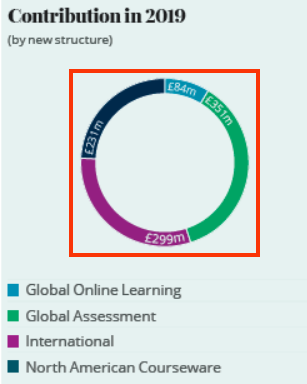 Contribution in 2019
(by new structure)
£84m
£351m
£299m
£231m
Global Online Learning
Global Assessment
International
North American Courseware